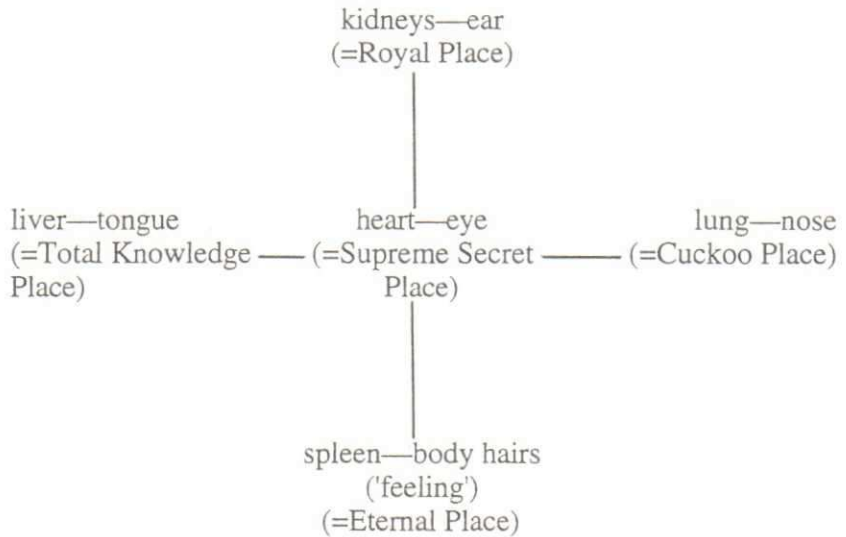 kidneys—ear
(=Royal Place)
liver—tongue
(=Total Knowledge
Place)
heart—eye
(=Supreme Secret
Place)
lung—nose
(=Cuckoo Place)
spleen—body hairs
('feeling')
(=Eternal Place)